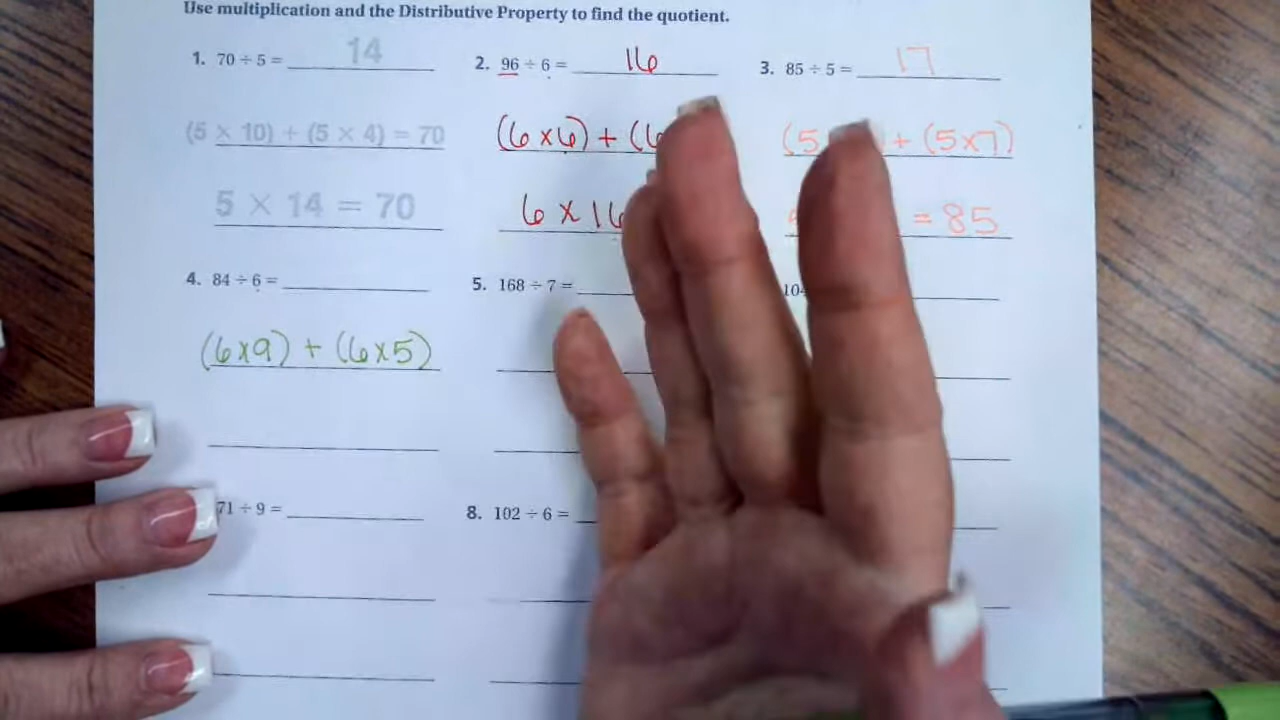 Use multiplication and the Distributive Property to find the quotient.
1. 70 ÷ 5 = 14
2. 96 ÷ 6 = 16
3. 85 ÷ 5 = 17
(5 × 10) + (5 × 4) = 70
(6 x 6) + (6
(5 + (5x7)
5 × 14 = 70
6 x 16
= 85
4. 84 ÷ 6 =
5. 168 ÷ 7 =
10
(6x9) + (6x5)
71 ÷ 9 =
8. 102 ÷ 6 =